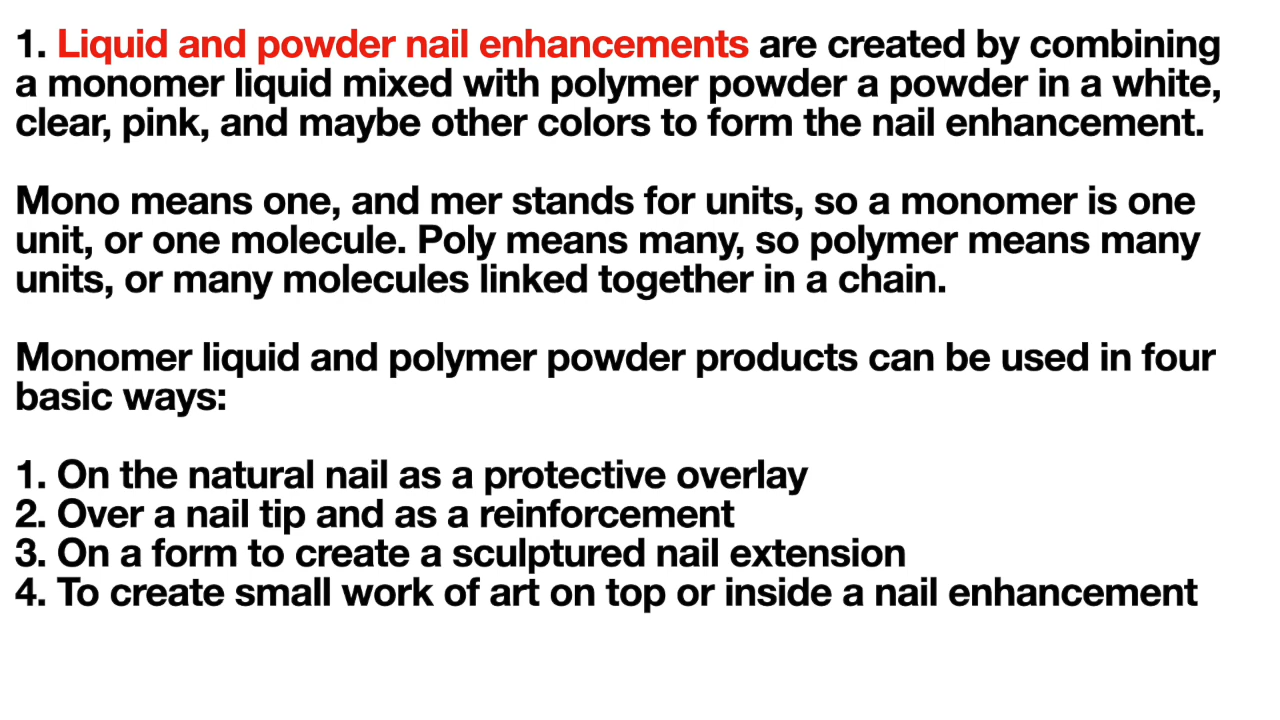 1. Liquid and powder nail enhancements are created by combining
a monomer liquid mixed with polymer powder a powder in a white,
clear, pink, and maybe other colors to form the nail enhancement.
Mono means one, and mer stands for units, so a monomer is one
unit, or one molecule. Poly means many, so polymer means many
units, or many molecules linked together in a chain.
Monomer liquid and polymer powder products can be used in four
basic ways:
1. On the natural nail as a protective overlay
2. Over a nail tip and as a reinforcement
3. On a form to create a sculptured nail extension
4. To create small work of art on top or inside a nail enhancement